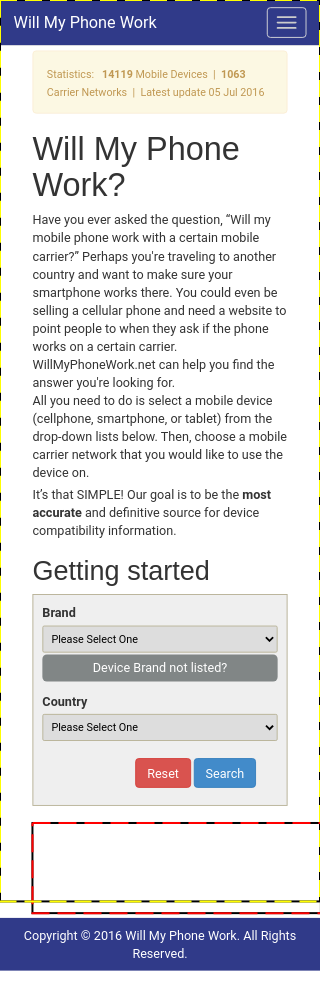 Will My Phone Work
Statistics: 14119 Mobile Devices | 1063
Carrier Networks | Latest update 05 Jul 2016
Will My Phone
Work?
Have you ever asked the question, “Will my
mobile phone work with a certain mobile
carrier?” Perhaps you're traveling to another
country and want to make sure your
smartphone works there. You could even be
selling a cellular phone and need a website to
point people to when they ask if the phone
works on a certain carrier.
WillMyPhoneWork.net can help you find the
answer you're looking for.
All you need to do is select a mobile device
(cellphone, smartphone, or tablet) from the
drop-down lists below. Then, choose a mobile
carrier network that you would like to use the
device on.
It’s that SIMPLE! Our goal is to be the most
accurate and definitive source for device
compatibility information.
Getting started
Brand
Please Select One
Device Brand not listed?
Country
Please Select One
Reset Search
Copyright © 2016 Will My Phone Work. All Rights
Reserved.